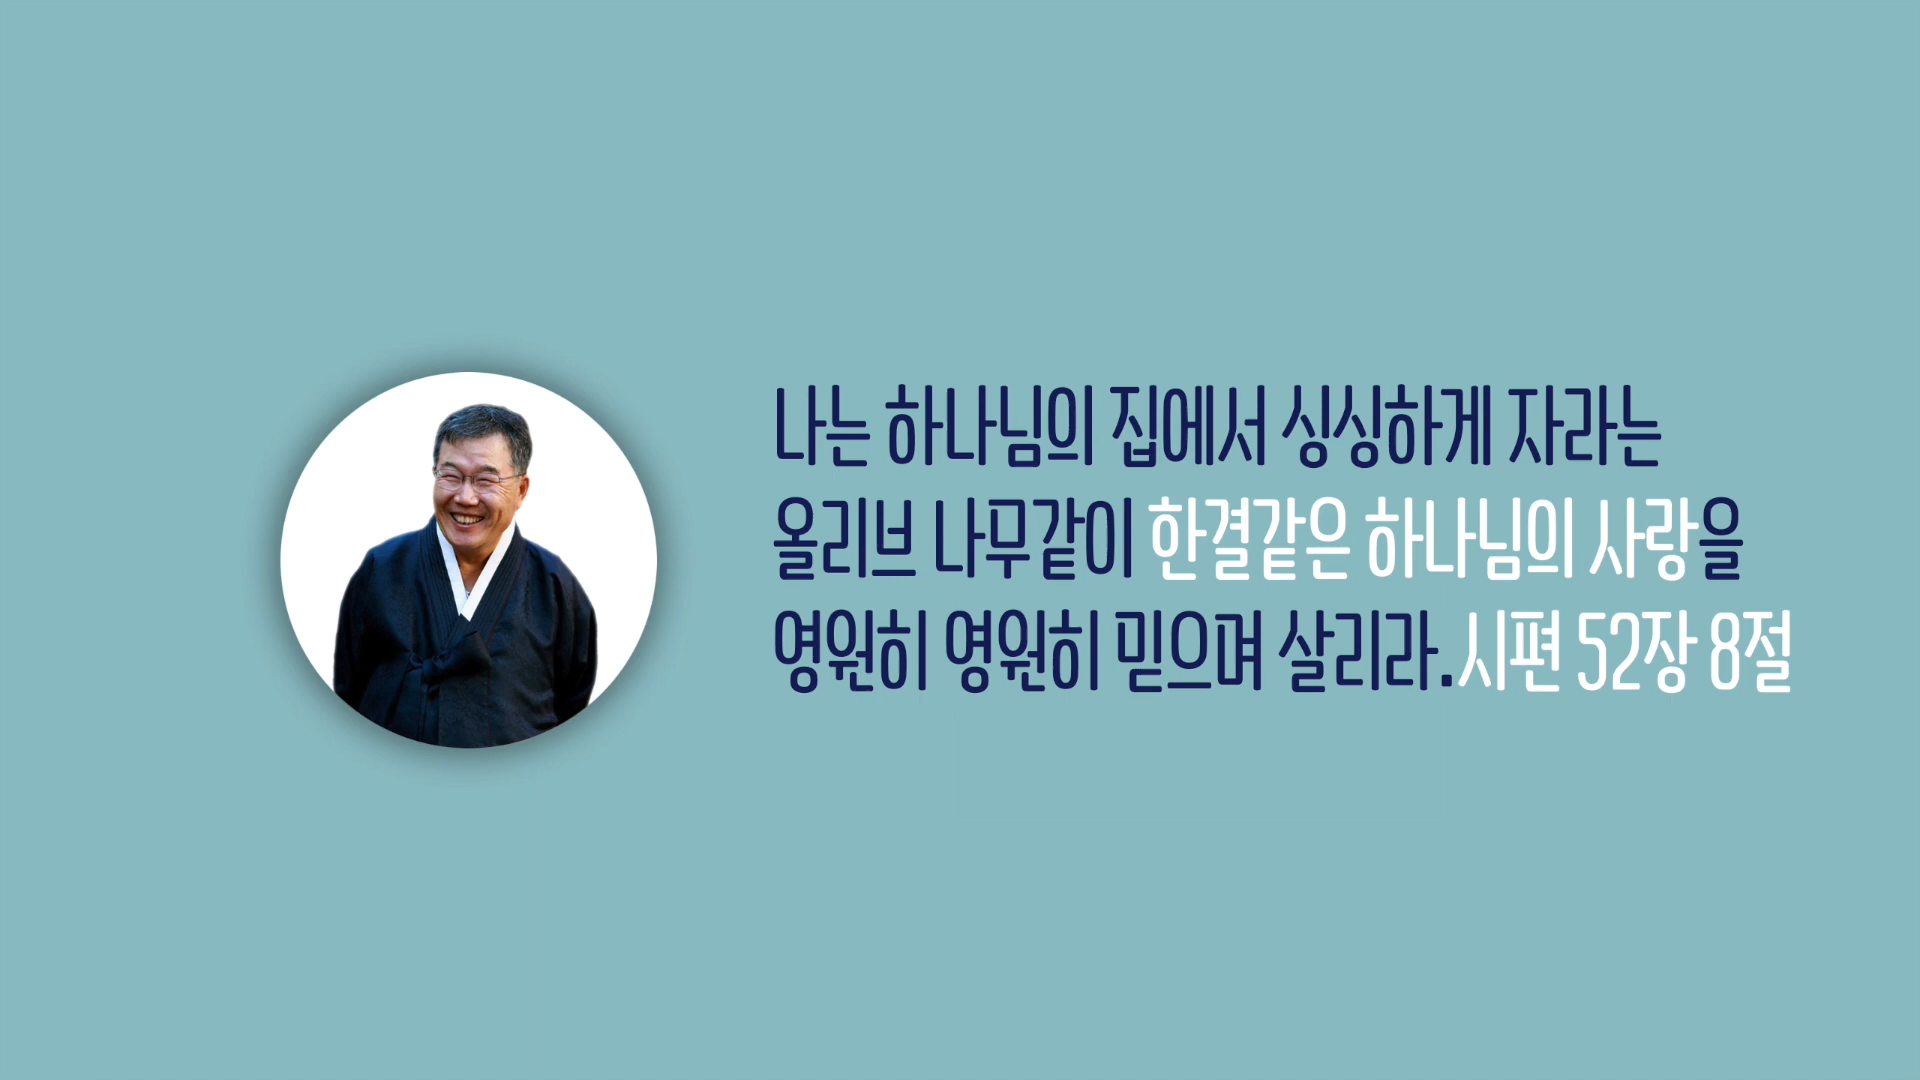 나는 하나님의 집에서 싱싱하게 자라는
올리브 나무같이 한결같은 하나님의 사랑을
영원히 영원히 믿으며 살리라.시편 52장 8절